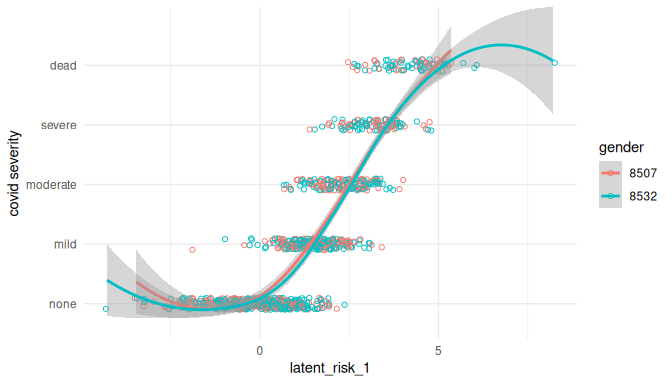 dead
severe
moderate
mild
none
covid severity
0
5
latent_risk_1
gender
8507
8532